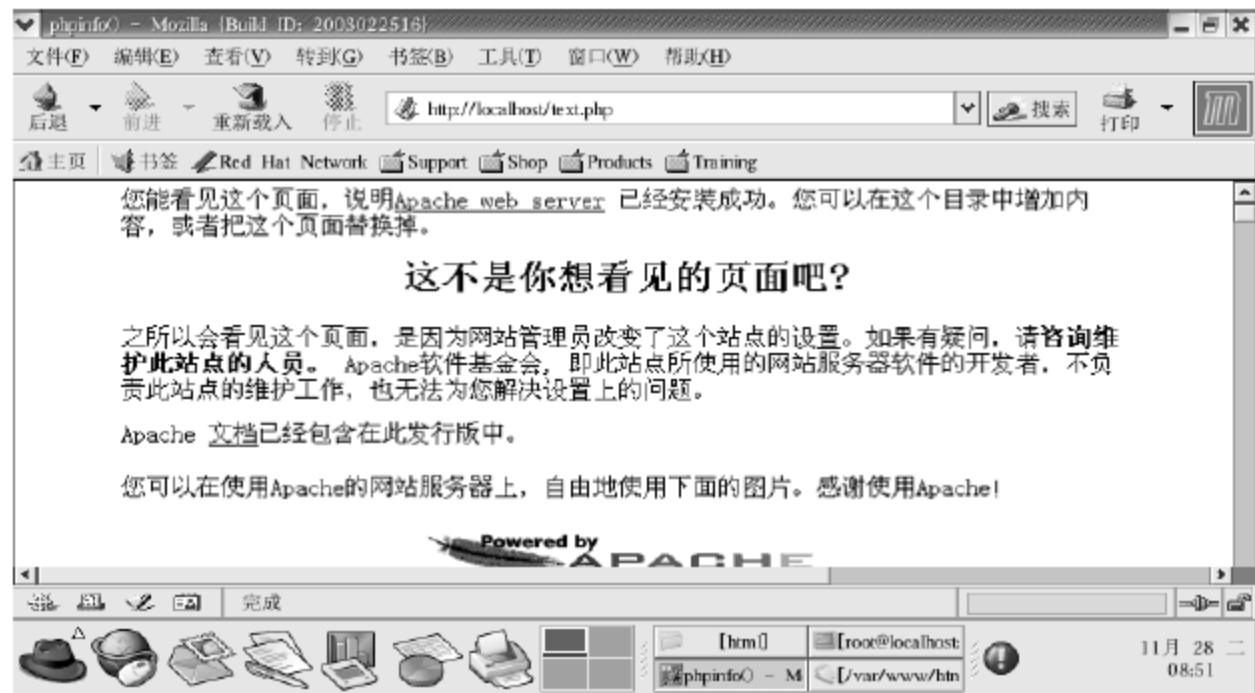 phpinfo() - Mozilla {Build ID: 2003022516}
文件(F) 编辑(E) 查看(V) 转到(G) 书签(B) 工具(T) 窗口(W) 帮助(H)
后退 前进 重新载入 停止 http://localhost/text.php 搜索 打印
主页 书签 Red Hat Network Support Shop Products Training
您能看见这个页面，说明Apache web server 已经安装成功。您可以在这个目录中增加内
容，或者把这个页面替换掉。
这不是你想看见的页面吧?
之所以会看见这个页面，是因为网站管理员改变了这个站点的设置。如果有疑问，请咨询维
护此站点的人员。 Apache软件基金会，即此站点所使用的网站服务器软件的开发者，不负
责此站点的维护工作，也无法为您解决设置上的问题。
Apache 文档已经包含在此发行版中。
您可以在使用Apache的网站服务器上，自由地使用下面的图片。感谢使用Apache!
Powered by
APACHE
完成
[html] [root@localhost:
phpinfo() - M [/var/www/htn
11月 28 二
08:51